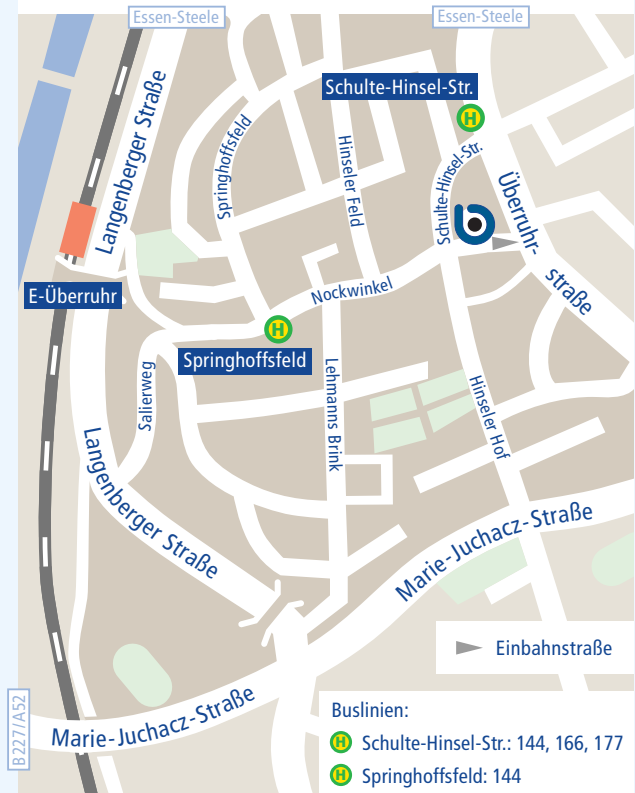 Essen-Steele
Essen-Steele
Schulte-Hinsel-Str.
H
Langenberger Straße
Springhoffsfeld
Hinseler Feld
Schulte-Hinsel-Str.
Überruhr-
straße
b
E-Überruhr
Nockwinkel
H
Springhoffsfeld
Salierweg
Lehmanns Brink
Hinseler Hof
Langenberger Straße
Marie-Juchacz-Straße
Einbahnstraße
B 227 / A 52
Marie-Juchacz-Straße
Buslinien:
H Schulte-Hinsel-Str.: 144, 166, 177
H Springhoffsfeld: 144